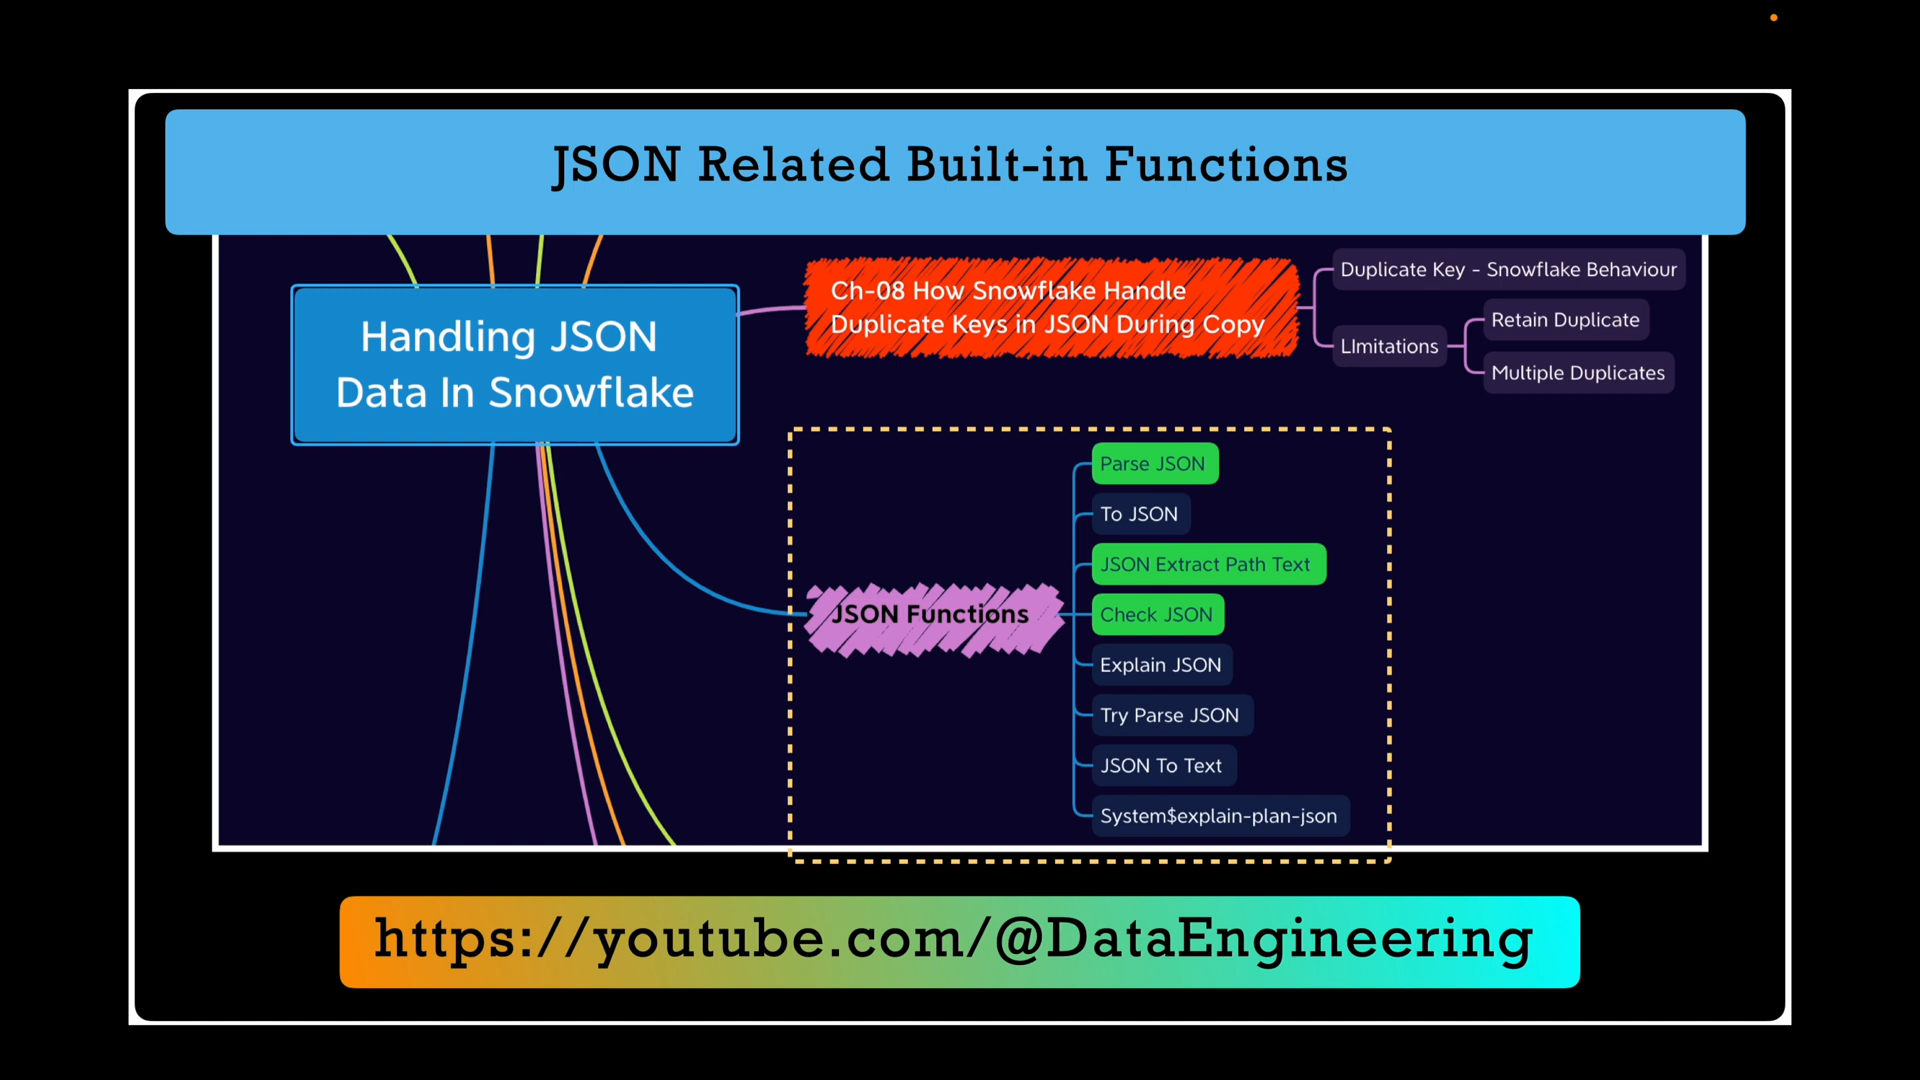 JSON Related Built-in Functions
Handling JSON
Data In Snowflake
Ch-08 How Snowflake Handle
Duplicate Keys in JSON During Copy
Duplicate Key - Snowflake Behaviour
LImitations
Retain Duplicate
Multiple Duplicates
JSON Functions
Parse JSON
To JSON
JSON Extract Path Text
Check JSON
Explain JSON
Try Parse JSON
JSON To Text
System$explain-plan-json
https://youtube.com/@DataEngineering